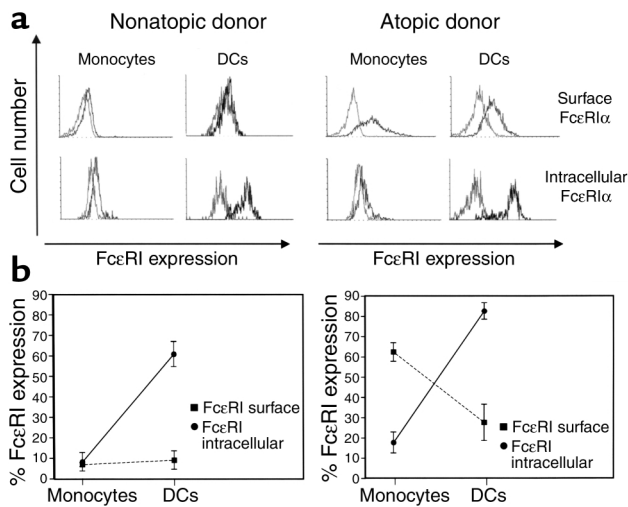 a
Nonatopic donor
Atopic donor
Monocytes
DCs
Monocytes
DCs
Cell number
Surface
FcεRIα
Intracellular
FcεRIα
FcεRI expression
FcεRI expression
b
% FcεRI expression
90
80
70
60
50
40
30
20
10
0
FcεRI surface
FcεRI
intracellular
Monocytes
DCs
% FcεRI expression
90
80
70
60
50
40
30
20
10
0
FcεRI surface
FcεRI
intracellular
Monocytes
DCs